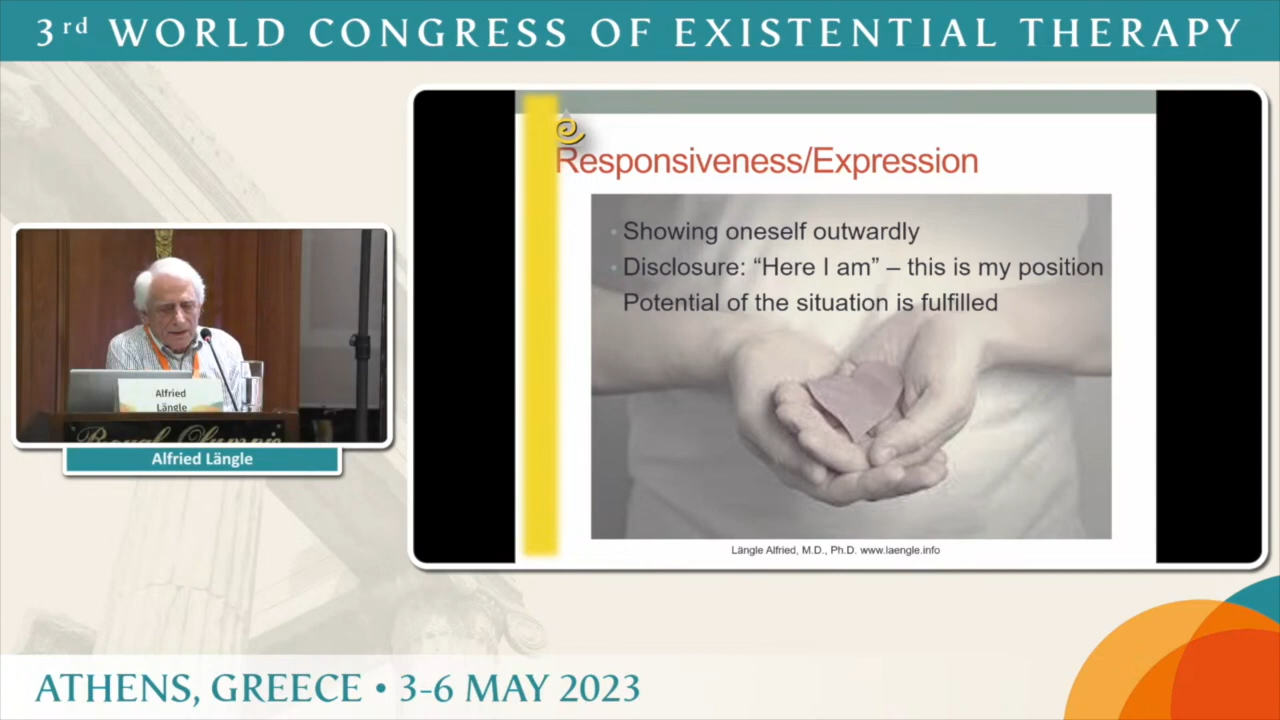 3rd WORLD CONGRESS OF EXISTENTIAL THERAPY
Responsiveness/Expression
Showing oneself outwardly
Disclosure: “Here I am” – this is my position
Potential of the situation is fulfilled
Längle Alfried, M.D., Ph.D. www.laengle.info
Alfried
Längle
Royal Olympic
Alfried Längle
ATHENS, GREECE • 3-6 MAY 2023